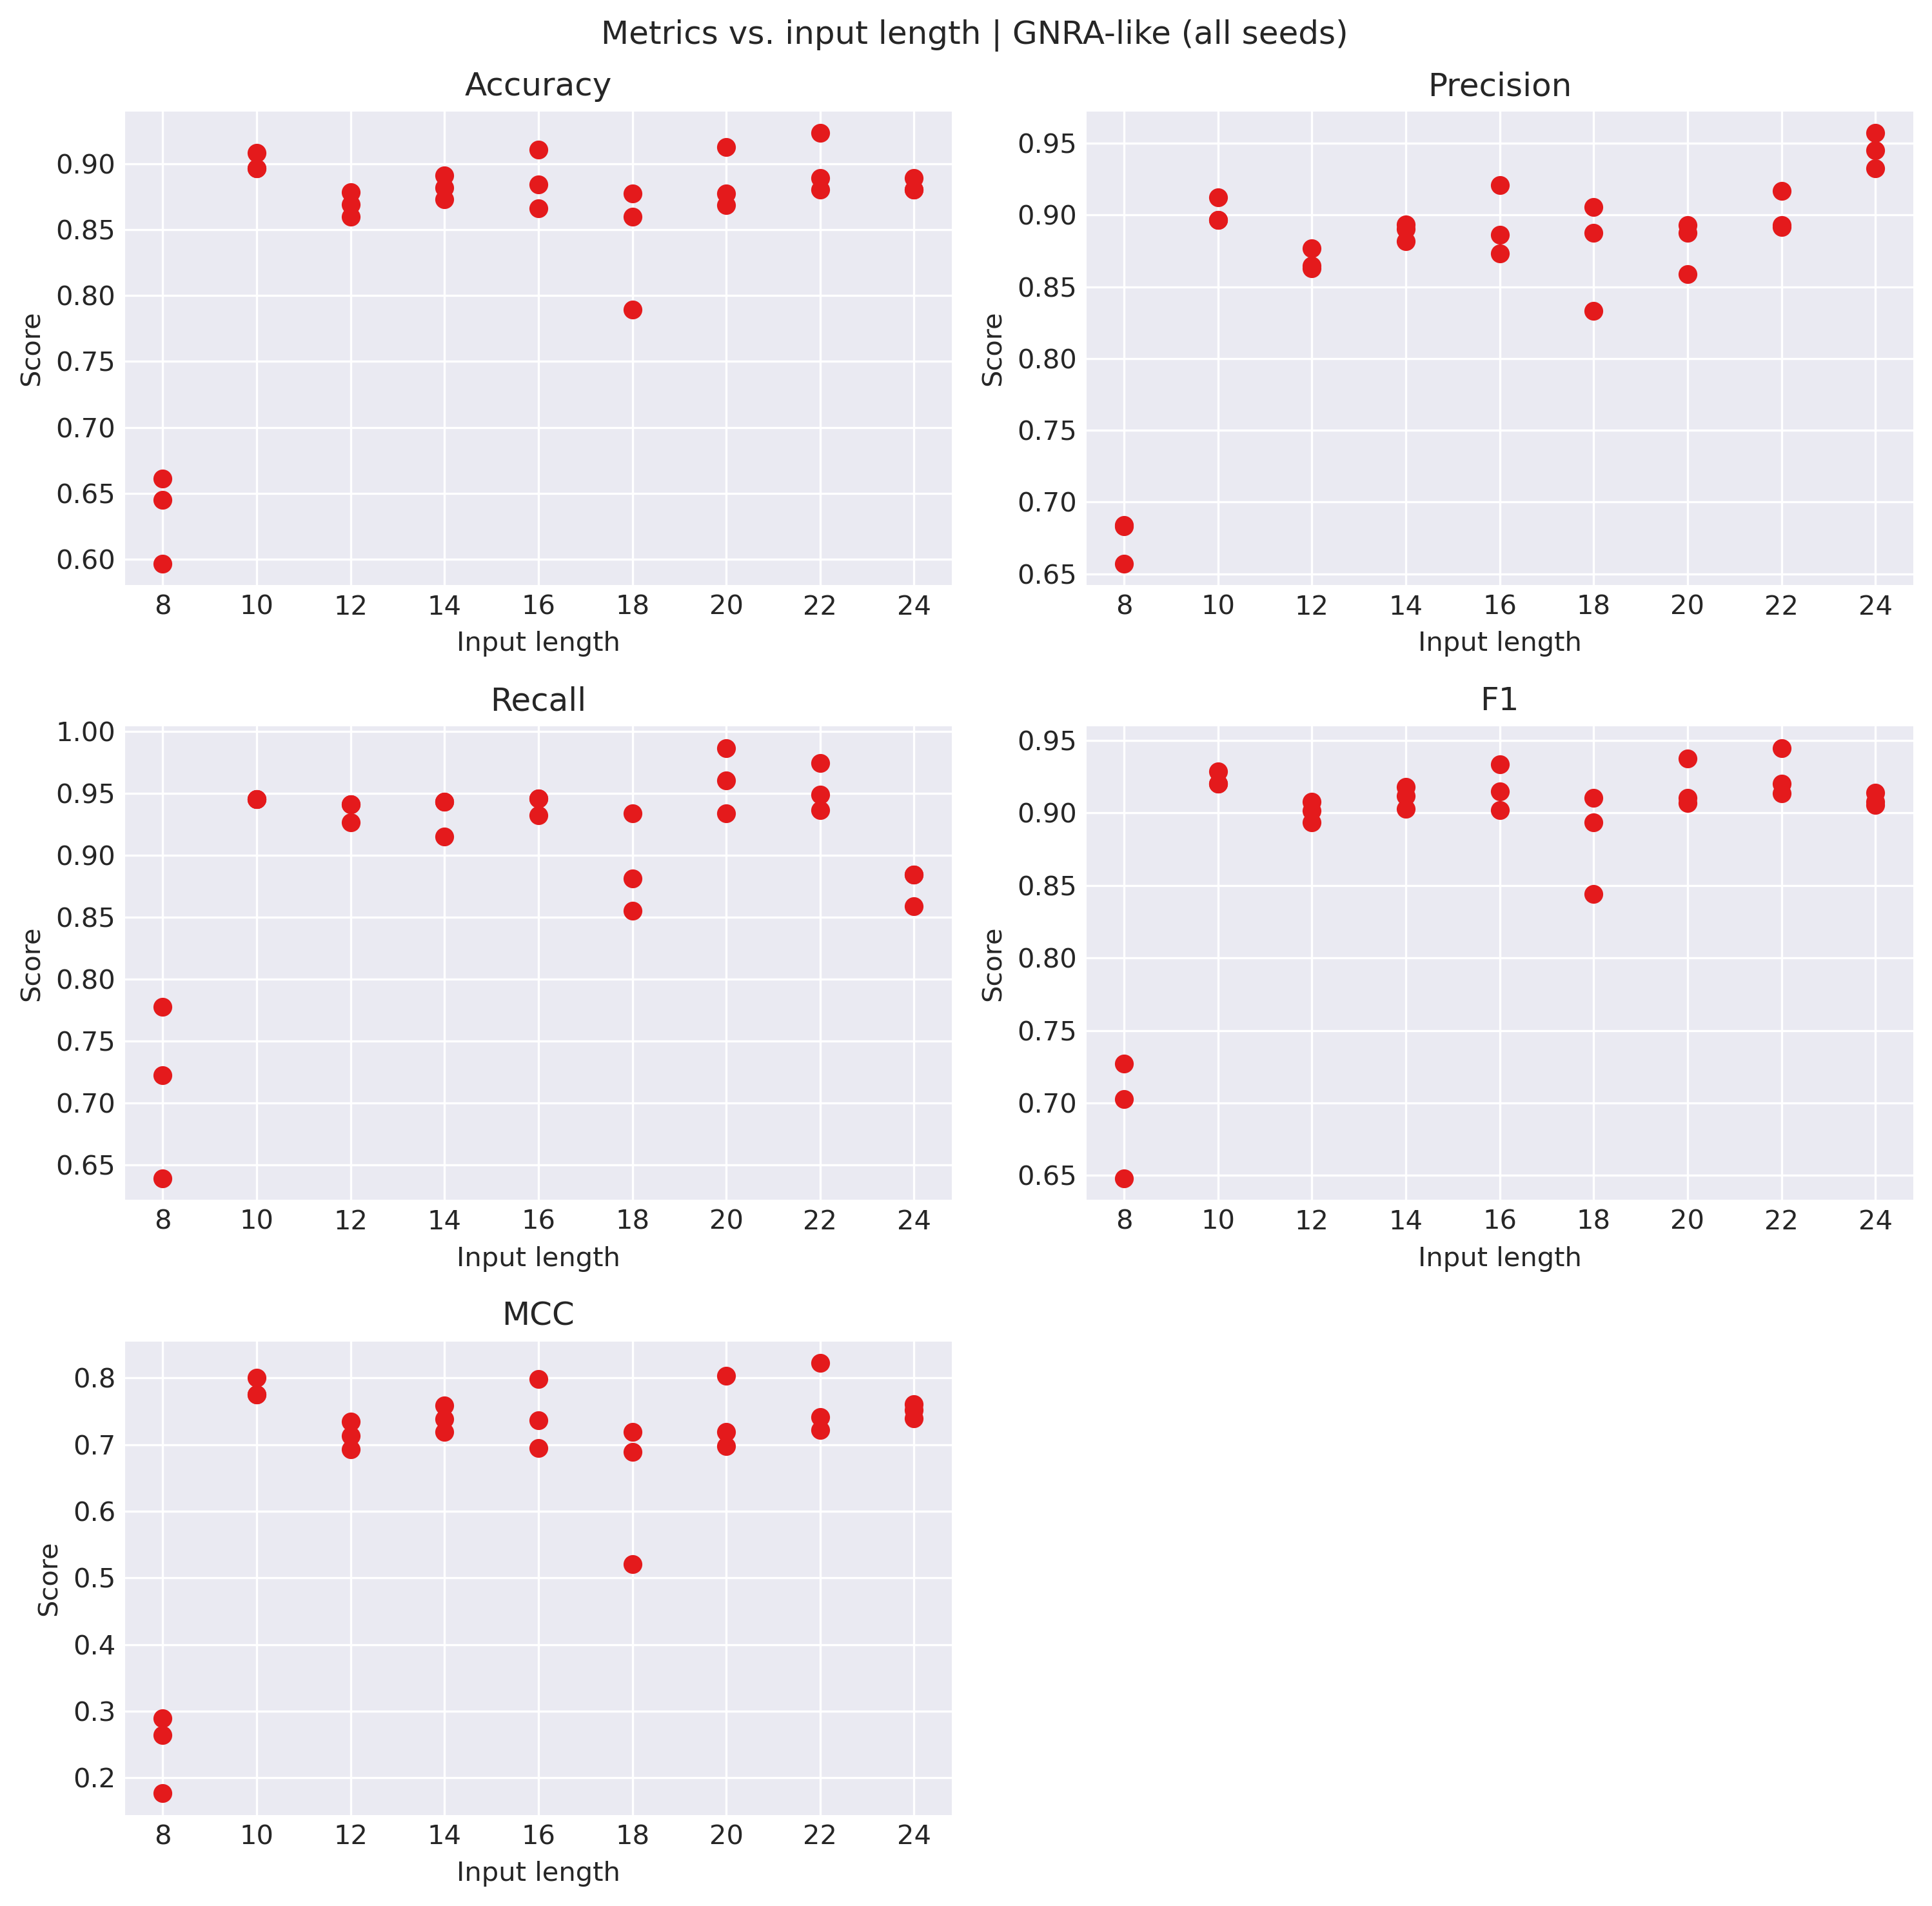 Metrics vs. input length | GNRA-like (all seeds)
Accuracy
Score
0.90
0.85
0.80
0.75
0.70
0.65
0.60
8 10 12 14 16 18 20 22 24
Input length
Precision
Score
0.95
0.90
0.85
0.80
0.75
0.70
0.65
8 10 12 14 16 18 20 22 24
Input length
Recall
Score
1.00
0.95
0.90
0.85
0.80
0.75
0.70
0.65
8 10 12 14 16 18 20 22 24
Input length
F1
Score
0.95
0.90
0.85
0.80
0.75
0.70
0.65
8 10 12 14 16 18 20 22 24
Input length
MCC
Score
0.8
0.7
0.6
0.5
0.4
0.3
0.2
8 10 12 14 16 18 20 22 24
Input length